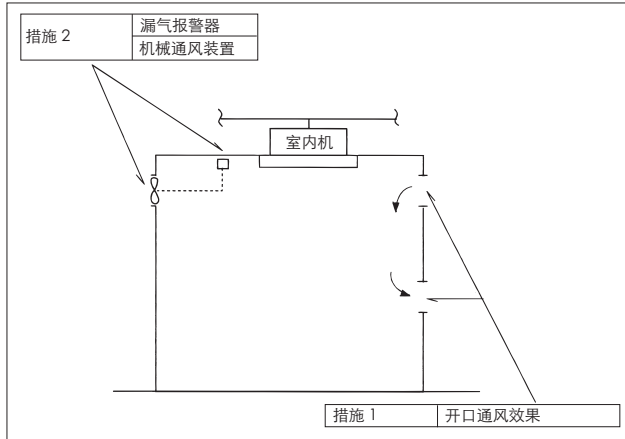 措施 2
漏气报警器
机械通风装置
室内机
措施 1
开口通风效果